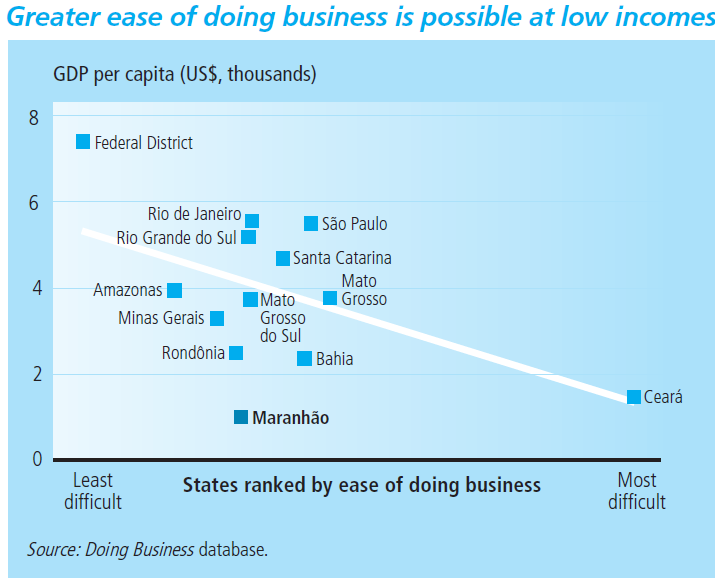 Greater ease of doing business is possible at low incomes
GDP per capita (US$, thousands)
8
Federal District
6
Rio de Janeiro
São Paulo
Rio Grande do Sul
Santa Catarina
Mato
Grosso
4
Amazonas
Mato
Grosso
do Sul
Minas Gerais
Rondônia
Bahia
2
Ceará
Maranhão
0
Least
difficult
States ranked by ease of doing business
Most
difficult
Source: Doing Business database.